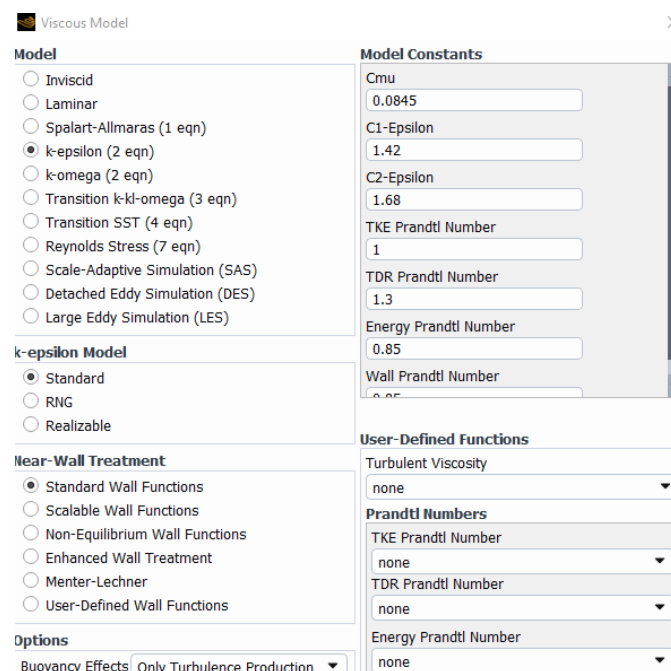 Viscous Model
Model
Inviscid
Laminar
Spalart-Allmaras (1 eqn)
k-epsilon (2 eqn)
k-omega (2 eqn)
Transition k-kl-omega (3 eqn)
Transition SST (4 eqn)
Reynolds Stress (7 eqn)
Scale-Adaptive Simulation (SAS)
Detached Eddy Simulation (DES)
Large Eddy Simulation (LES)
k-epsilon Model
Standard
RNG
Realizable
Near-Wall Treatment
Standard Wall Functions
Scalable Wall Functions
Non-Equilibrium Wall Functions
Enhanced Wall Treatment
Menter-Lechner
User-Defined Wall Functions
Options
Buoyancy Effects Only Turbulence Production
Model Constants
Cmu
0.0845
C1-Epsilon
1.42
C2-Epsilon
1.68
TKE Prandtl Number
1
TDR Prandtl Number
1.3
Energy Prandtl Number
0.85
Wall Prandtl Number
User-Defined Functions
Turbulent Viscosity
none
Prandtl Numbers
TKE Prandtl Number
none
TDR Prandtl Number
none
Energy Prandtl Number
none